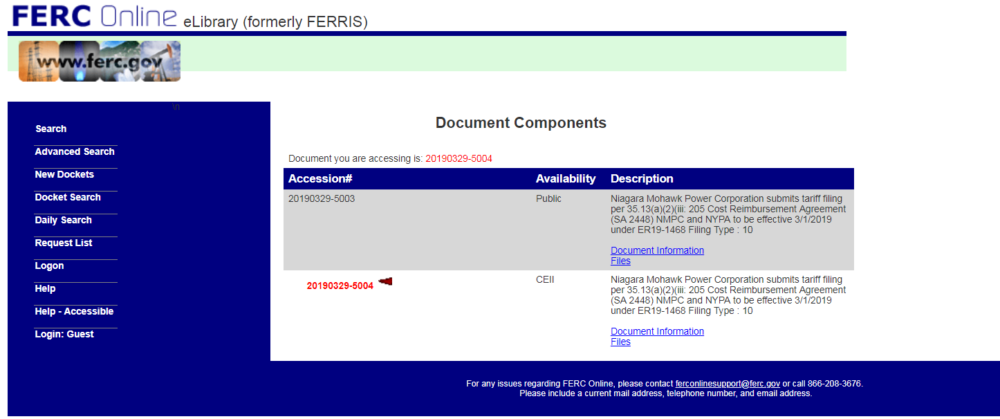 FERC Online eLibrary (formerly FERRIS)
www.ferc.gov
\n
Search
Advanced Search
New Dockets
Docket Search
Daily Search
Request List
Logon
Help
Help - Accessible
Login: Guest
Document Components
Document you are accessing is: 20190329-5004
Accession# Availability Description
20190329-5003 Public Niagara Mohawk Power Corporation submits tariff filing
per 35.13(a)(2)(iii: 205 Cost Reimbursement Agreement
(SA 2448) NMPC and NYPA to be effective 3/1/2019
under ER19-1468 Filing Type : 10
Document Information
Files
20190329-5004 CEII Niagara Mohawk Power Corporation submits tariff filing
per 35.13(a)(2)(iii: 205 Cost Reimbursement Agreement
(SA 2448) NMPC and NYPA to be effective 3/1/2019
under ER19-1468 Filing Type : 10
Document Information
Files
For any issues regarding FERC Online, please contact ferconlinesupport@ferc.gov or call 866-208-3676.
Please include a current mail address, telephone number, and email address.